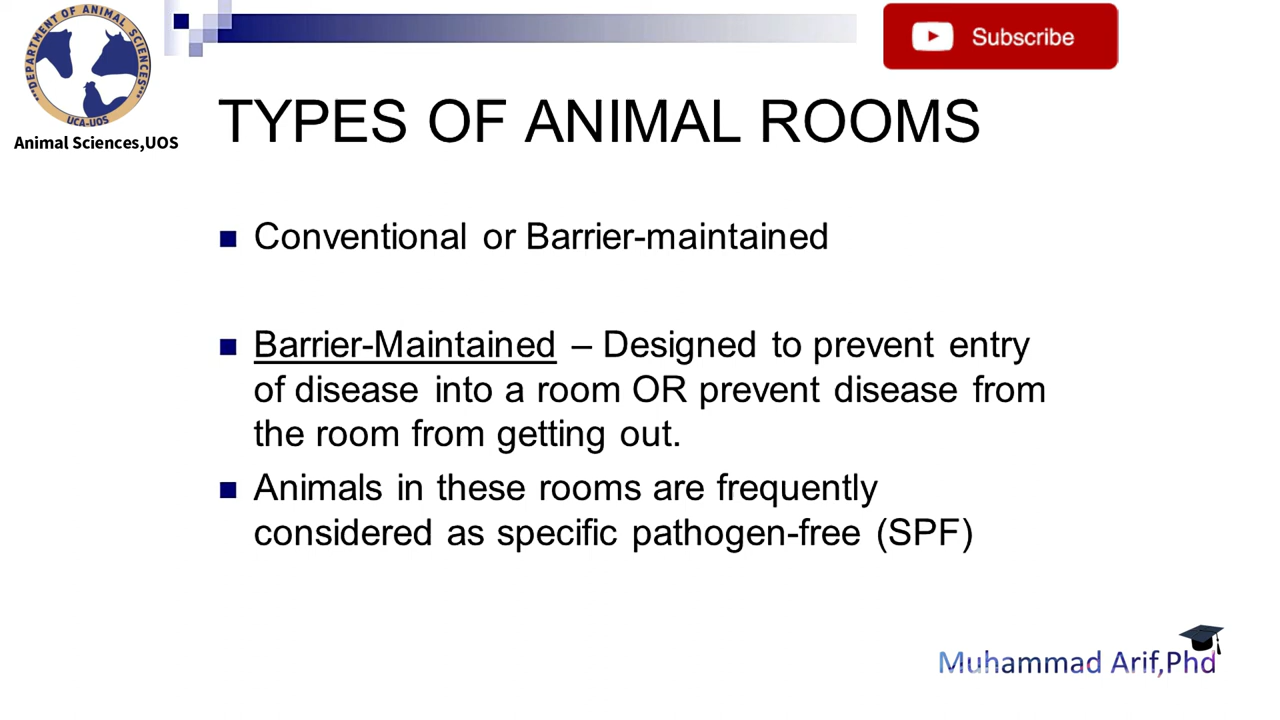 DEPARTMENT OF ANIMAL SCIENCES
UCA-UOS
Animal Sciences,UOS
Subscribe
TYPES OF ANIMAL ROOMS
Conventional or Barrier-maintained
Barrier-Maintained – Designed to prevent entry
of disease into a room OR prevent disease from
the room from getting out.
Animals in these rooms are frequently
considered as specific pathogen-free (SPF)
Muhammad Arif,Phd